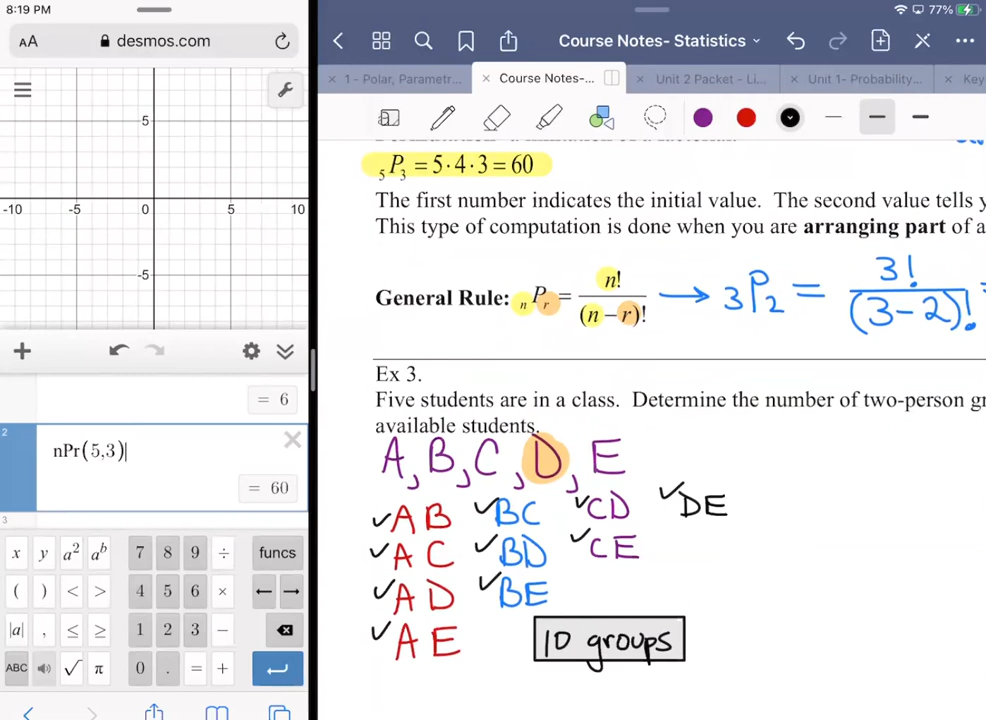 8:19 PM
77%
AA desmos.com
Course Notes- Statistics
1 - Polar, Parametr...
Course Notes-...
Unit 2 Packet - Li...
Unit 1- Probability...
Key
5
-10 -5 0 5 10
-5
= 6
2
nPr(5,3)
= 60
3
x y a² aᵇ 7 8 9 ÷ funcs
( ) < > 4 5 6 × ← →
|a| , ≤ ≥ 1 2 3 −
ABC √ π 0 . = +
₅P₃ = 5·4·3 = 60
The first number indicates the initial value. The second value tells y
This type of computation is done when you are arranging part of a
General Rule: ₙPᵣ = n!/(n−r)! → ₃P₂ = 3!/(3-2)! =
Ex 3.
Five students are in a class. Determine the number of two-person gr
available students.
A, B, C, D, E
✓AB ✓BC ✓CD ✓DE
✓AC ✓BD ✓CE
✓AD ✓BE
✓AE
10 groups